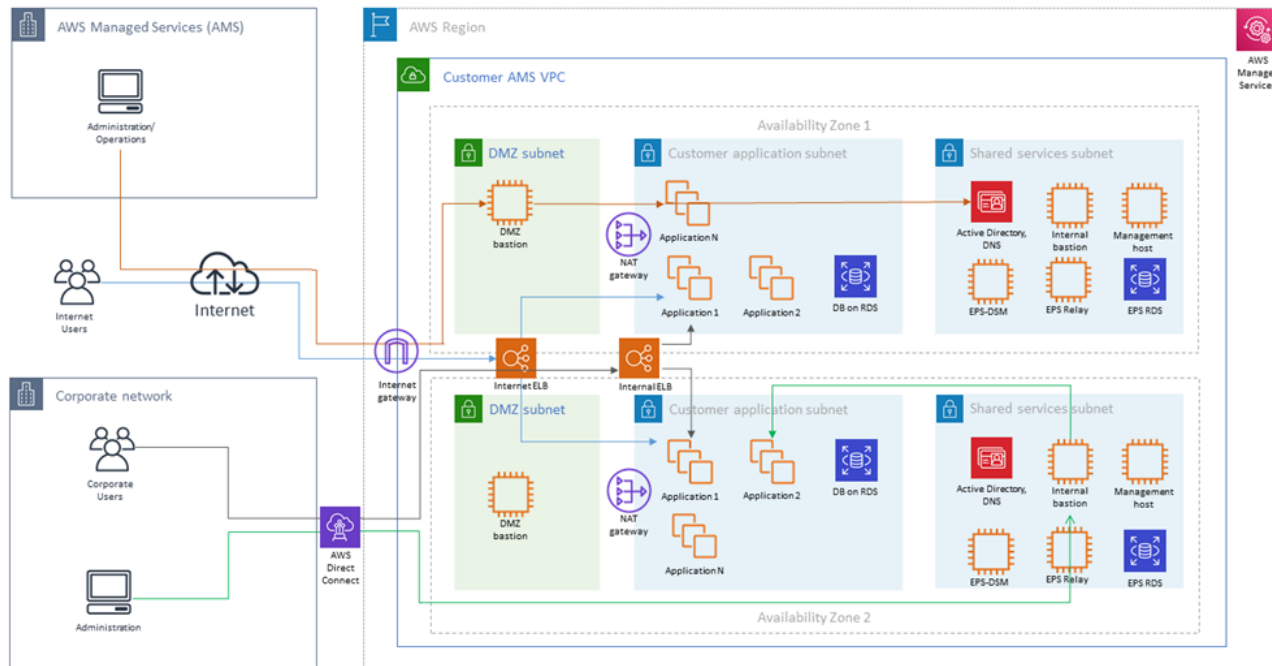 AWS Managed Services (AMS)
Administration/
Operations
Internet
Users
Internet
Corporate network
Corporate
Users
Administration
AWS
Direct
Connect
Internet
gateway
AWS Region
AWS
Manage
Service
Customer AMS VPC
Availability Zone 1
DMZ subnet
DMZ
bastion
NAT
gateway
Customer application subnet
Application N
Application 1
Application 2
DB on RDS
Shared services subnet
Active Directory,
DNS
Internal
bastion
Management
host
EPS-DSM
EPS Relay
EPS RDS
Internet ELB
Internal ELB
DMZ subnet
DMZ
bastion
NAT
gateway
Customer application subnet
Application 1
Application 2
DB on RDS
Application N
Shared services subnet
Active Directory,
DNS
Internal
bastion
Management
host
EPS-DSM
EPS Relay
EPS RDS
Availability Zone 2